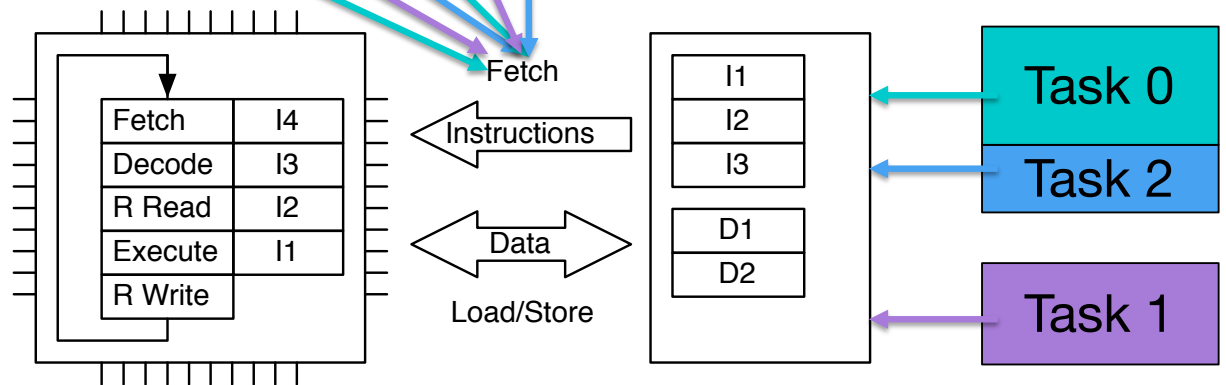 Fetch I4
Decode I3
R Read I2
Execute I1
R Write
Fetch
Instructions
Data
Load/Store
I1
I2
I3
D1
D2
Task 0
Task 2
Task 1